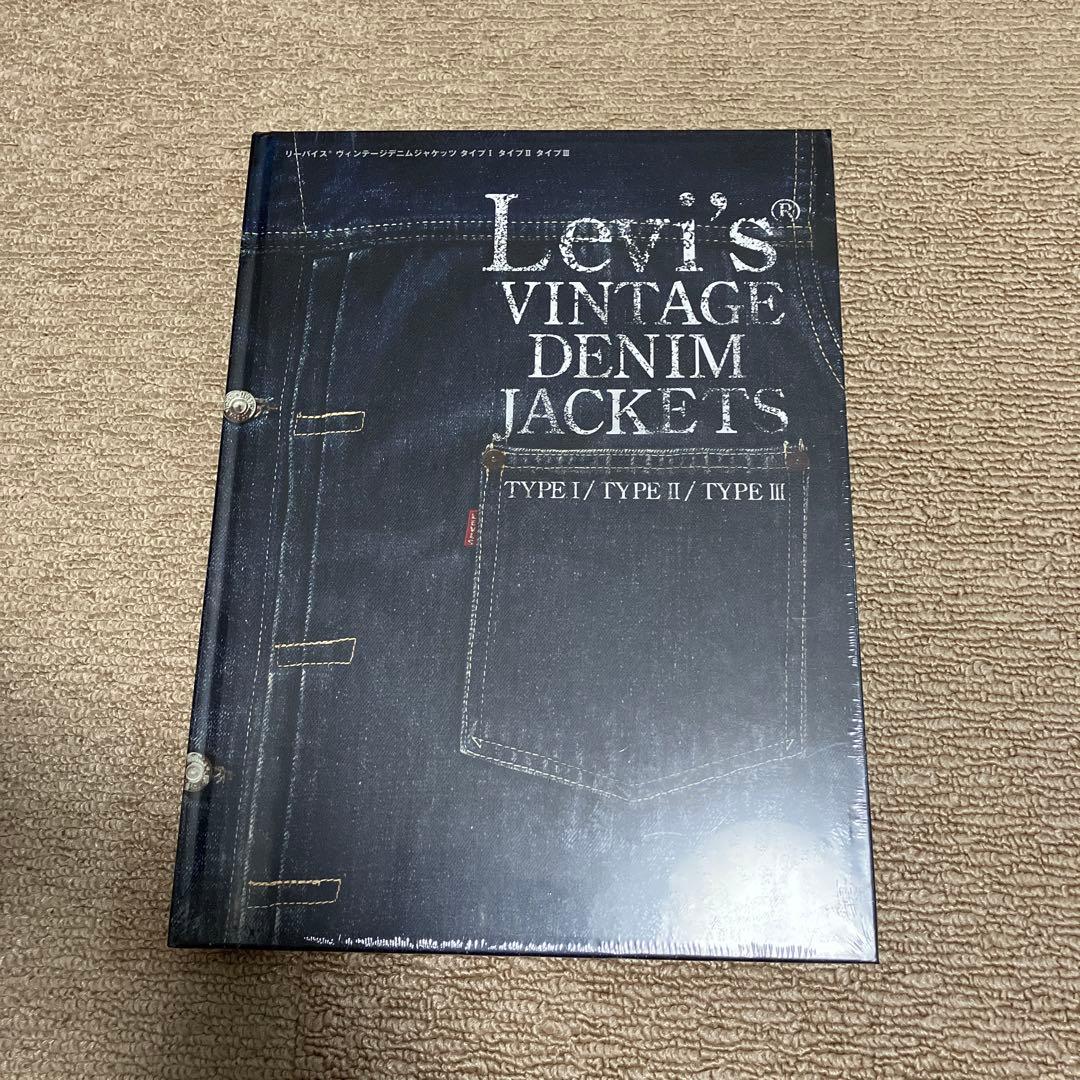 リーバイス® ヴィンテージデニムジャケッツ タイプⅠ タイプⅡ タイプⅢ
Levi's®
VINTAGE
DENIM
JACKETS
TYPE Ⅰ / TYPE Ⅱ / TYPE Ⅲ
LEVI'S